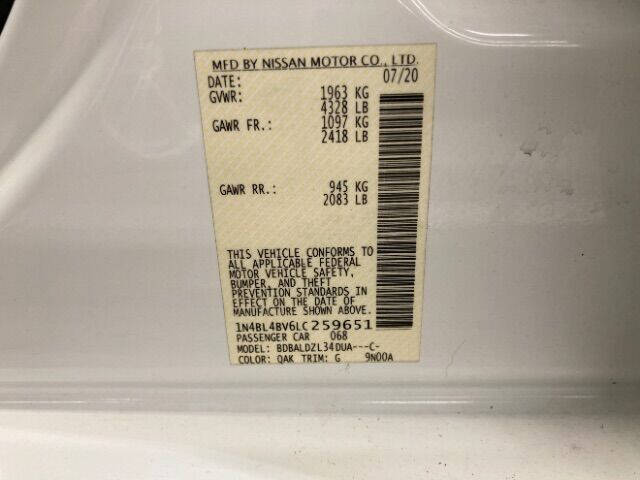 MFD BY NISSAN MOTOR CO., LTD.
DATE: 07/20
GVWR: 1963 KG
4328 LB
GAWR FR.: 1097 KG
2418 LB
GAWR RR.: 945 KG
2083 LB
THIS VEHICLE CONFORMS TO
ALL APPLICABLE FEDERAL
MOTOR VEHICLE SAFETY,
BUMPER, AND THEFT
PREVENTION STANDARDS IN
EFFECT ON THE DATE OF
MANUFACTURE SHOWN ABOVE.
1N4BL4BV6LC259651
PASSENGER CAR 068
MODEL: BDBALDZL34DUA---C-
COLOR: QAK TRIM: G 9N00A